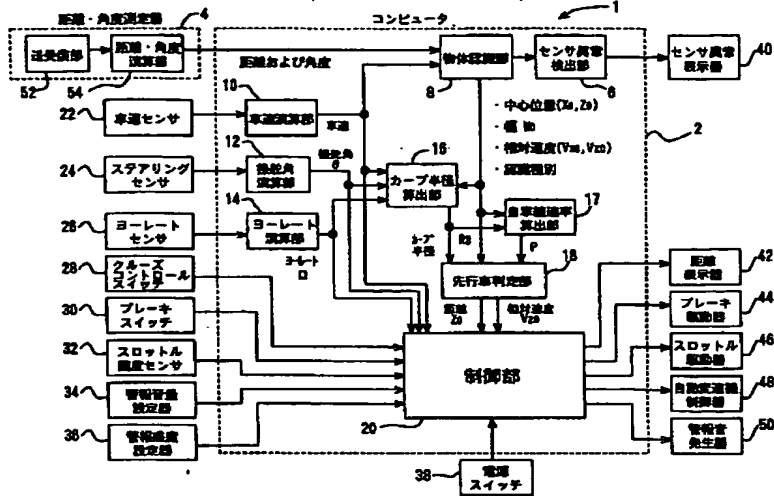 距離・角度測定器
4
コンピュータ
1
送受信部
距離・角度
演算部
52
54
距離および角度
物体認識部
8
センサ異常
検出部
6
センサ異常
表示器
40
22
車速センサ
10
車速演算部
車速
・中心位置(X0,Z0)
・幅 W0
・相対速度(VX0,VZ0)
・認識種別
2
24
ステアリング
センサ
12
操舵角
演算部
操舵角
θ
16
カーブ半径
算出部
26
ヨーレート
センサ
14
ヨーレート演算部
ヨーレート
Ω
カーブ
半径
R3
自車線確率
算出部
17
P
先行車判定部
18
距離
Z0
相対速度
VZ0
28
クルーズ
コントロール
スイッチ
30
ブレーキ
スイッチ
32
スロットル
開度センサ
34
警報音量
設定器
36
警報感度
設定器
制御部
20
38
電源
スイッチ
距離
表示器
42
ブレーキ
駆動器
44
スロットル
駆動器
46
自動変速機
制御器
48
警報音
発生器
50